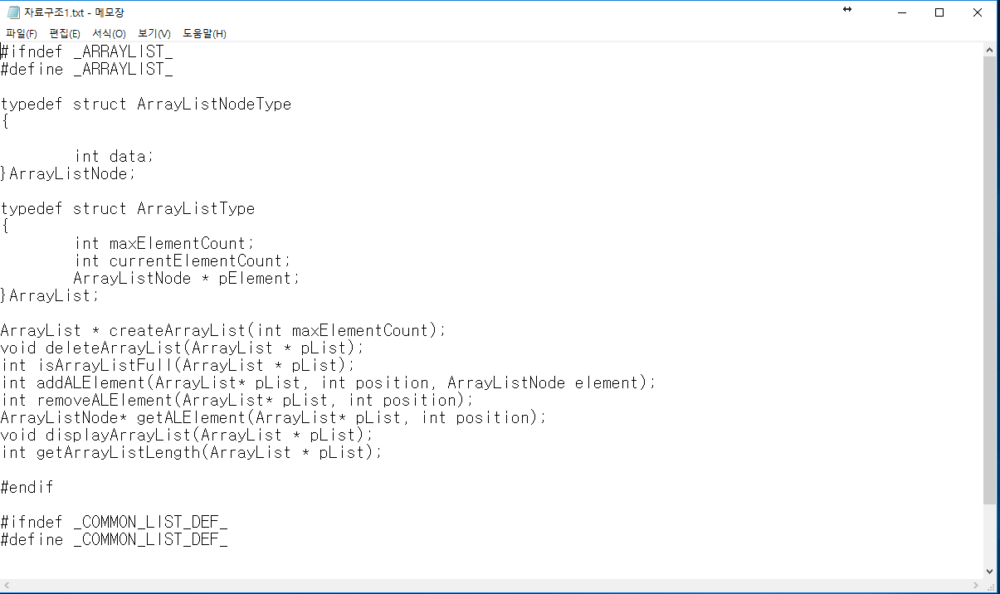 자료구조1.txt - 메모장
파일(F) 편집(E) 서식(O) 보기(V) 도움말(H)
#ifndef _ARRAYLIST_
#define _ARRAYLIST_
typedef struct ArrayListNodeType
{
int data;
}ArrayListNode;
typedef struct ArrayListType
{
int maxElementCount;
int currentElementCount;
ArrayListNode * pElement;
}ArrayList;
ArrayList * createArrayList(int maxElementCount);
void deleteArrayList(ArrayList * pList);
int isArrayListFull(ArrayList * pList);
int addALElement(ArrayList* pList, int position, ArrayListNode element);
int removeALElement(ArrayList* pList, int position);
ArrayListNode* getALElement(ArrayList* pList, int position);
void displayArrayList(ArrayList * pList);
int getArrayListLength(ArrayList * pList);
#endif
#ifndef _COMMON_LIST_DEF_
#define _COMMON_LIST_DEF_